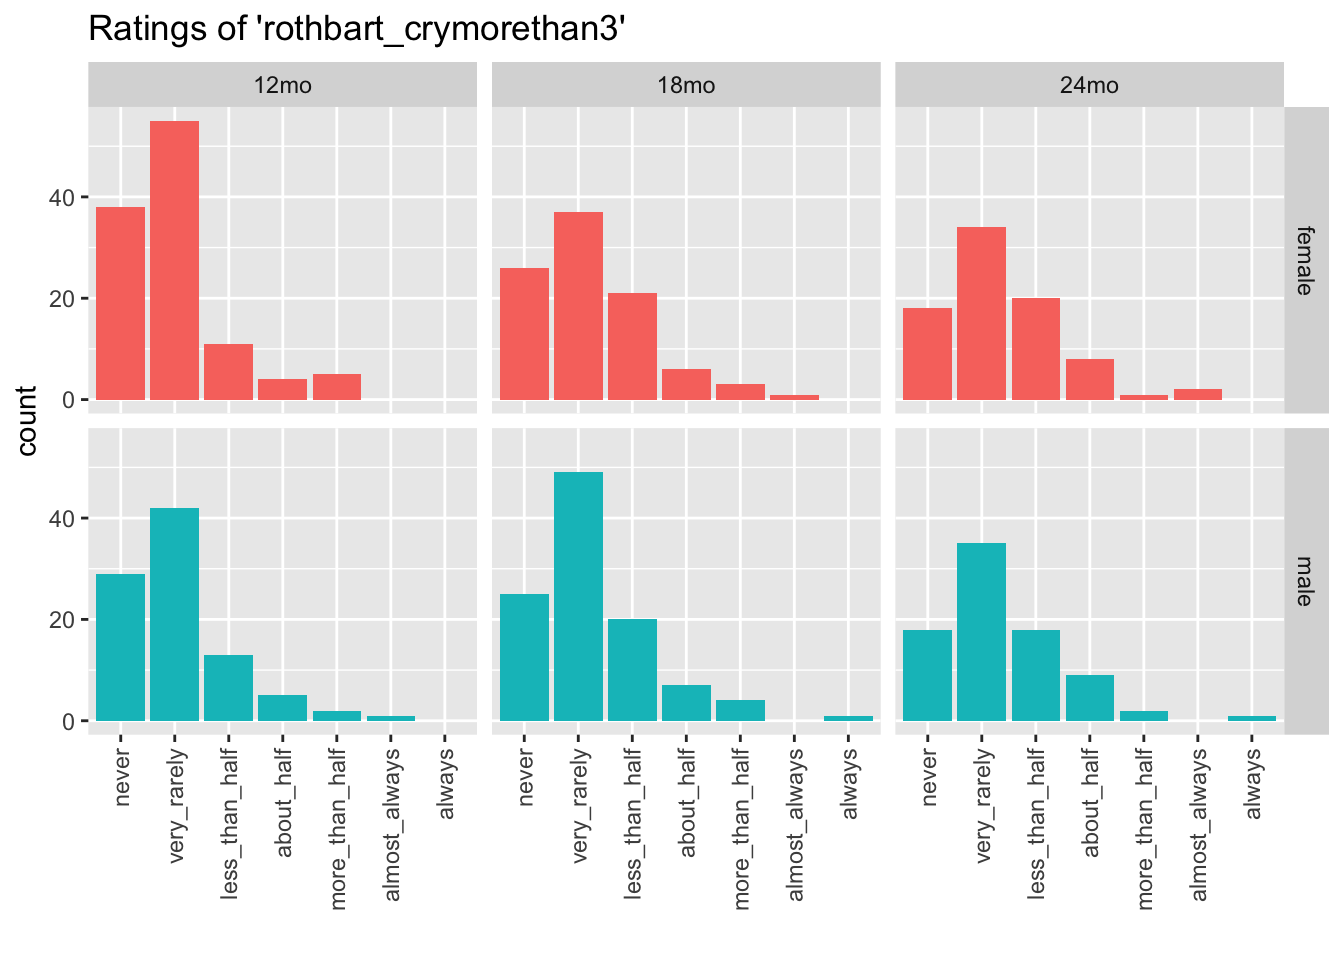 Ratings of 'rothbart_crymorethan3'
12mo 18mo 24mo
40
20
0
female
count
40
20
0
male
never very_rarely less_than_half about_half more_than_half almost_always always never very_rarely less_than_half about_half more_than_half almost_always always never very_rarely less_than_half about_half more_than_half almost_always always